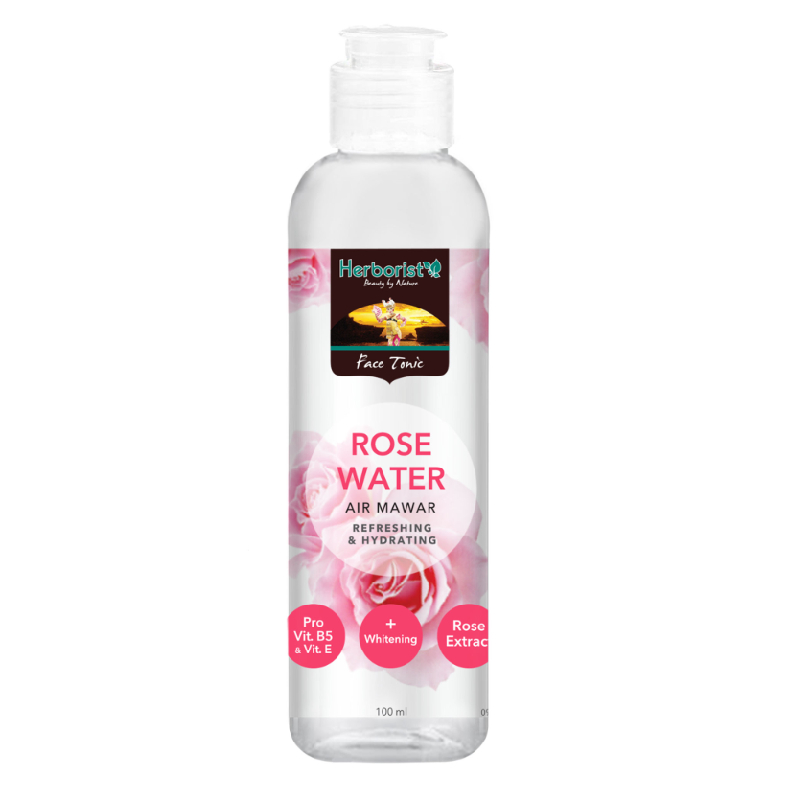 Herborist
Beauty by Nature
Face Tonic
ROSE
WATER
AIR MAWAR
REFRESHING
& HYDRATING
Pro
Vit. B5
& Vit. E
+
Whitening
Rose
Extrac
100 ml